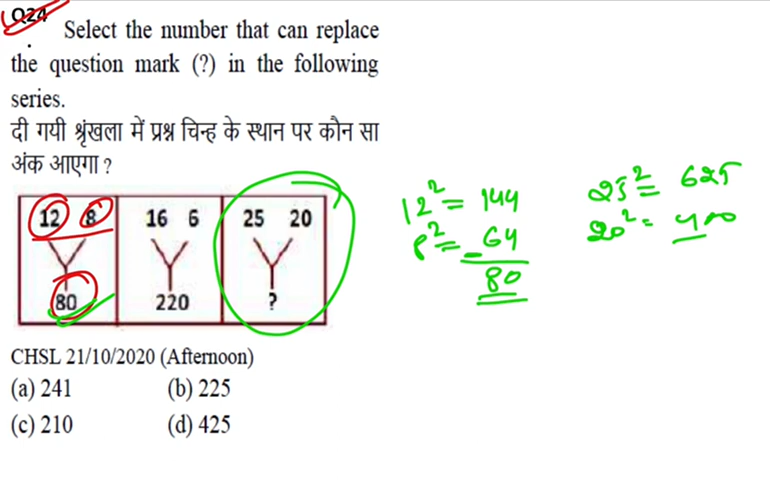 Q24
Select the number that can replace
the question mark (?) in the following
series.
दी गयी श्रृंखला में प्रश्न चिन्ह के स्थान पर कौन सा
अंक आएगा ?
12 8 16 6 25 20
80 220 ?
12² = 144
8² = - 64
80
25² = 625
20² = 400
CHSL 21/10/2020 (Afternoon)
(a) 241 (b) 225
(c) 210 (d) 425